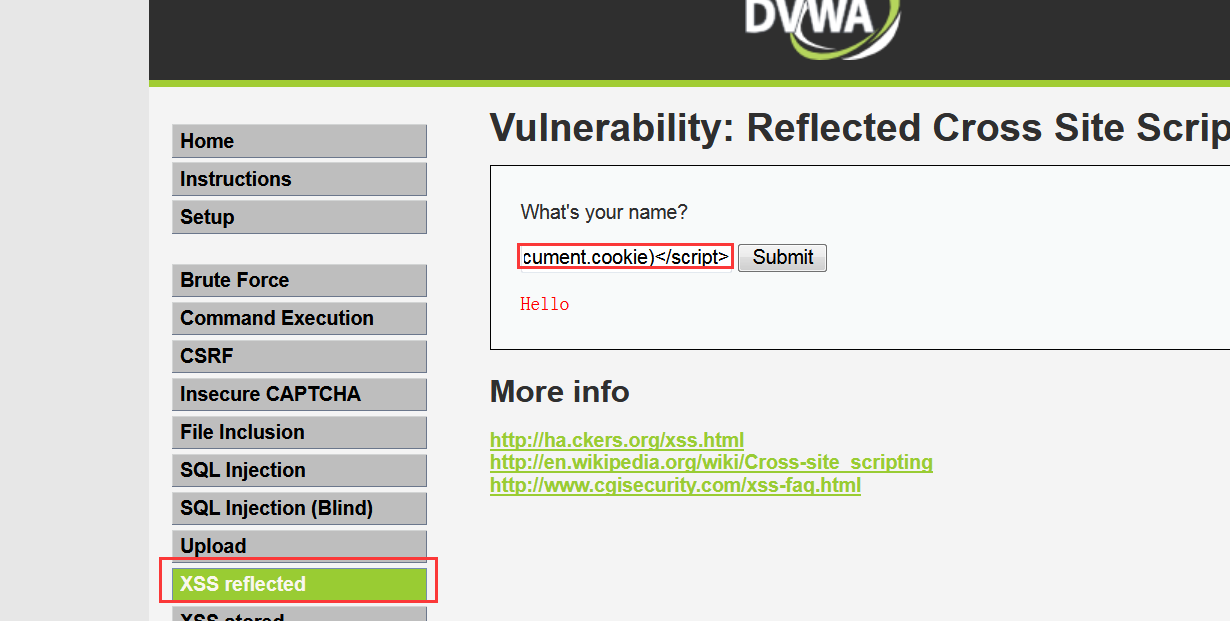 DVWA
Home
Instructions
Setup
Brute Force
Command Execution
CSRF
Insecure CAPTCHA
File Inclusion
SQL Injection
SQL Injection (Blind)
Upload
XSS reflected
XSS stored
Vulnerability: Reflected Cross Site Scrip
What's your name?
cument.cookie)</script> Submit
Hello
More info
http://ha.ckers.org/xss.html
http://en.wikipedia.org/wiki/Cross-site_scripting
http://www.cgisecurity.com/xss-faq.html